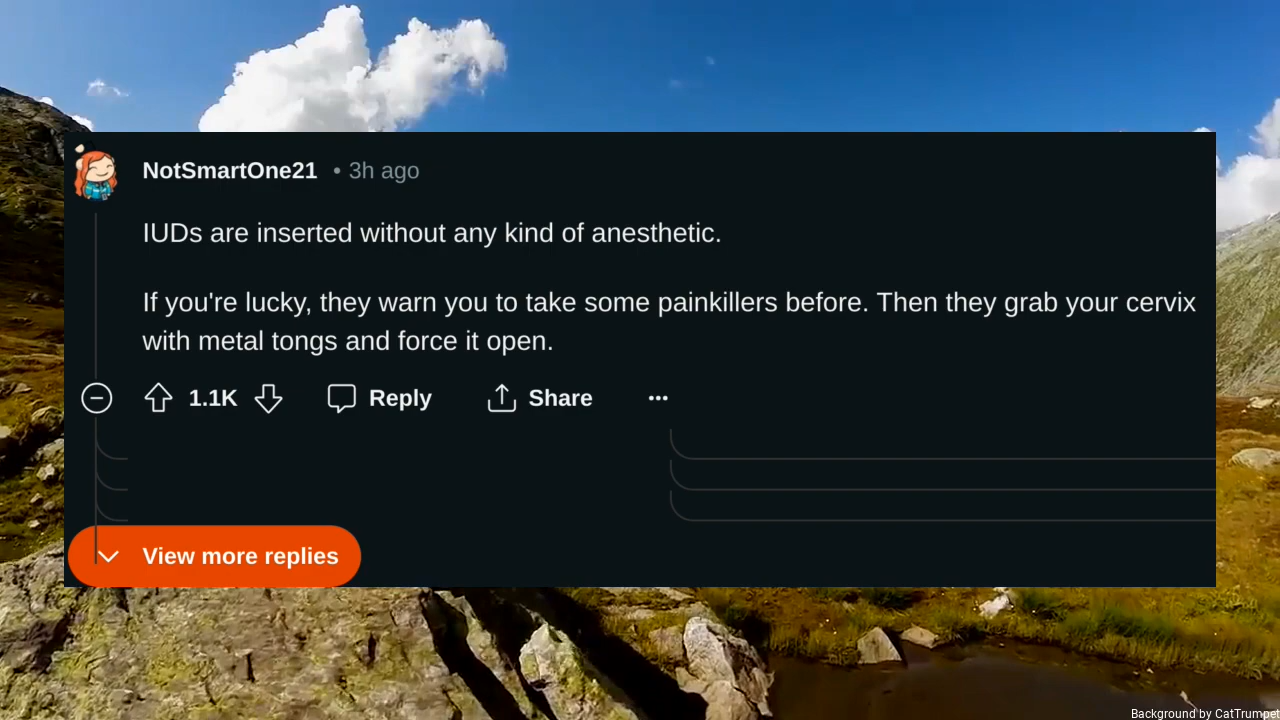 NotSmartOne21 • 3h ago
IUDs are inserted without any kind of anesthetic.
If you're lucky, they warn you to take some painkillers before. Then they grab your cervix
with metal tongs and force it open.
1.1K Reply Share •••
View more replies
Background by CatTrumpet